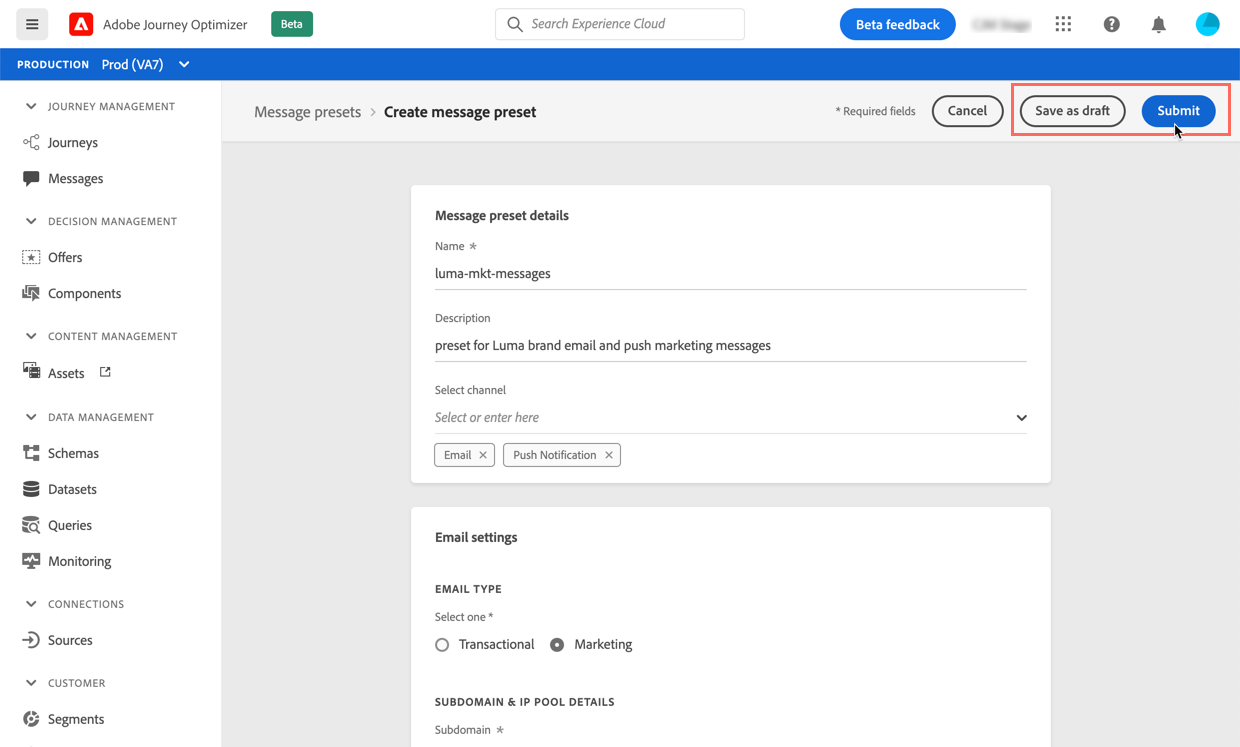 Adobe Journey Optimizer Beta Search Experience Cloud Beta feedback
PRODUCTION Prod (VA7)
JOURNEY MANAGEMENT
Journeys
Messages
DECISION MANAGEMENT
Offers
Components
CONTENT MANAGEMENT
Assets
DATA MANAGEMENT
Schemas
Datasets
Queries
Monitoring
CONNECTIONS
Sources
CUSTOMER
Segments
Message presets > Create message preset * Required fields Cancel Save as draft Submit
Message preset details
Name *
luma-mkt-messages
Description
preset for Luma brand email and push marketing messages
Select channel
Select or enter here
Email × Push Notification ×
Email settings
EMAIL TYPE
Select one *
Transactional Marketing
SUBDOMAIN & IP POOL DETAILS
Subdomain *